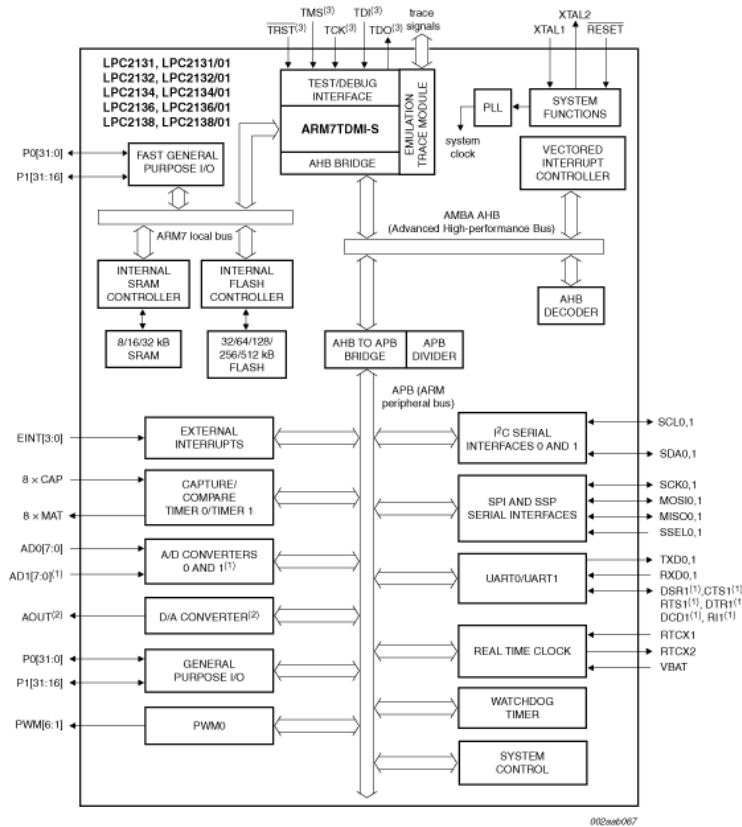 TMS(3)
TDI(3)
trace
signals
TRST(3)
TCK(3)
TDO(3)
XTAL2
XTAL1
RESET
LPC2131, LPC2131/01
LPC2132, LPC2132/01
LPC2134, LPC2134/01
LPC2136, LPC2136/01
LPC2138, LPC2138/01
TEST/DEBUG
INTERFACE
ARM7TDMI-S
AHB BRIDGE
EMULATION
TRACE MODULE
PLL
system
clock
SYSTEM
FUNCTIONS
VECTORED
INTERRUPT
CONTROLLER
P0[31:0]
P1[31:16]
FAST GENERAL
PURPOSE I/O
ARM7 local bus
AMBA AHB
(Advanced High-performance Bus)
INTERNAL
SRAM
CONTROLLER
INTERNAL
FLASH
CONTROLLER
8/16/32 kB
SRAM
32/64/128/
256/512 kB
FLASH
AHB TO APB
BRIDGE
APB
DIVIDER
AHB
DECODER
APB (ARM
peripheral bus)
EINT[3:0]
EXTERNAL
INTERRUPTS
8 × CAP
8 × MAT
CAPTURE/
COMPARE
TIMER 0/TIMER 1
AD0[7:0]
AD1[7:0](1)
A/D CONVERTERS
0 AND 1(1)
AOUT(2)
D/A CONVERTER(2)
P0[31:0]
P1[31:16]
GENERAL
PURPOSE I/O
PWM[6:1]
PWM0
I2C SERIAL
INTERFACES 0 AND 1
SCL0,1
SDA0,1
SPI AND SSP
SERIAL INTERFACES
SCK0,1
MOSI0,1
MISO0,1
SSEL0,1
UART0/UART1
TXD0,1
RXD0,1
DSR1(1),CTS1(1)
RTS1(1), DTR1(1)
DCD1(1), RI1(1)
REAL TIME CLOCK
RTCX1
RTCX2
VBAT
WATCHDOG
TIMER
SYSTEM
CONTROL
002aab067